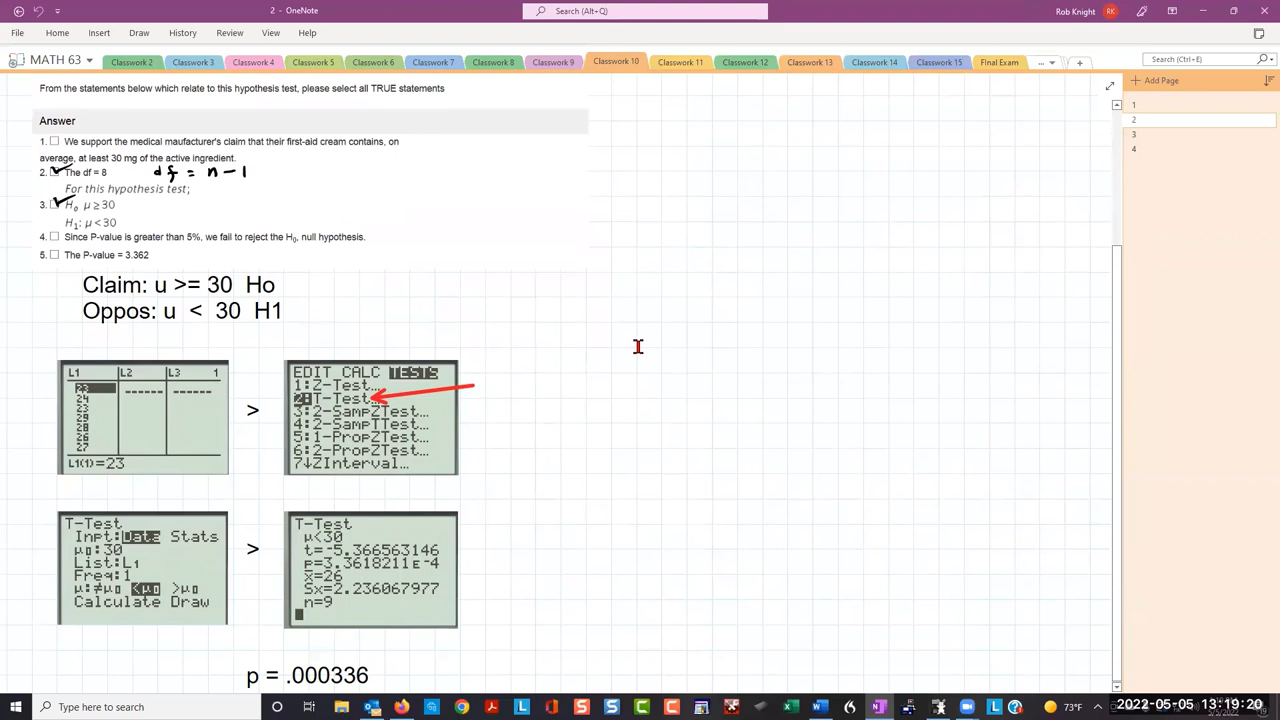 2 - OneNote
Search (Alt+Q)
Rob Knight RK
File Home Insert Draw History Review View Help
MATH 63 Classwork 2 Classwork 3 Classwork 4 Classwork 5 Classwork 6 Classwork 7 Classwork 8 Classwork 9 Classwork 10 Classwork 11 Classwork 12 Classwork 13 Classwork 14 Classwork 15 Final Exam ... +
Search (Ctrl+E)
Add Page
1
2
3
4
From the statements below which relate to this hypothesis test, please select all TRUE statements
Answer
1. We support the medical maufacturer's claim that their first-aid cream contains, on
average, at least 30 mg of the active ingredient.
2. The df = 8 df = n - 1
For this hypothesis test;
3. Ho μ ≥ 30
H1: μ < 30
4. Since P-value is greater than 5%, we fail to reject the H0, null hypothesis.
5. The P-value = 3.362
Claim: u >= 30 Ho
Oppos: u < 30 H1
L1 L2 L3 1
23
24
23
29
28
26
27
L1(1)=23
>
EDIT CALC TESTS
1:Z-Test…
2:T-Test…
3:2-SampZTest…
4:2-SampTTest…
5:1-PropZTest…
6:2-PropZTest…
7↓ZInterval…
T-Test
Inpt:Data Stats
μ0:30
List:L1
Freq:1
μ:≠μ0 <μ0 >μ0
Calculate Draw
>
T-Test
μ<30
t=-5.366563146
p=3.3618211E-4
x̄=26
Sx=2.236067977
n=9
p = .000336
Type here to search
73°F
2022-05-05 13:19:20